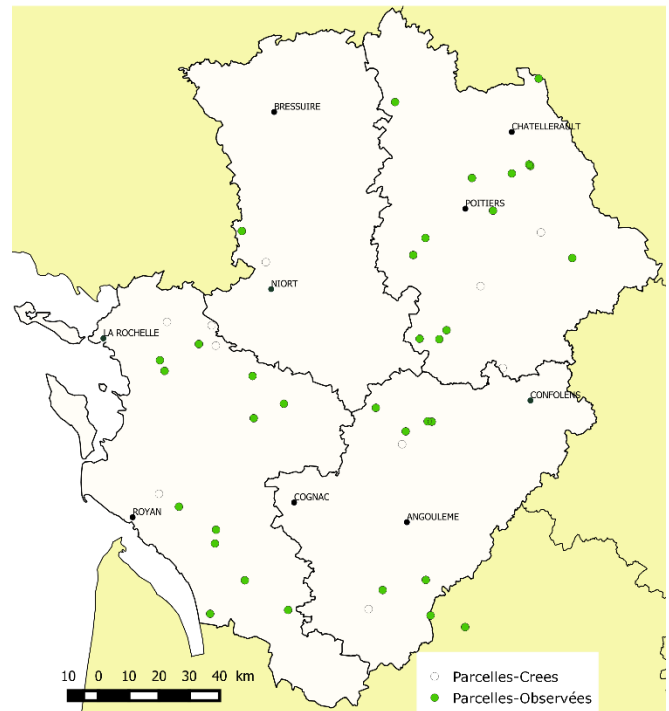 BRESSUIRE
CHATELLERAULT
POITIERS
NIORT
LA ROCHELLE
CONFOLENS
COGNAC
ROYAN
ANGOULEME
10 0 10 20 30 40 km
Parcelles-Crees
Parcelles-Observées